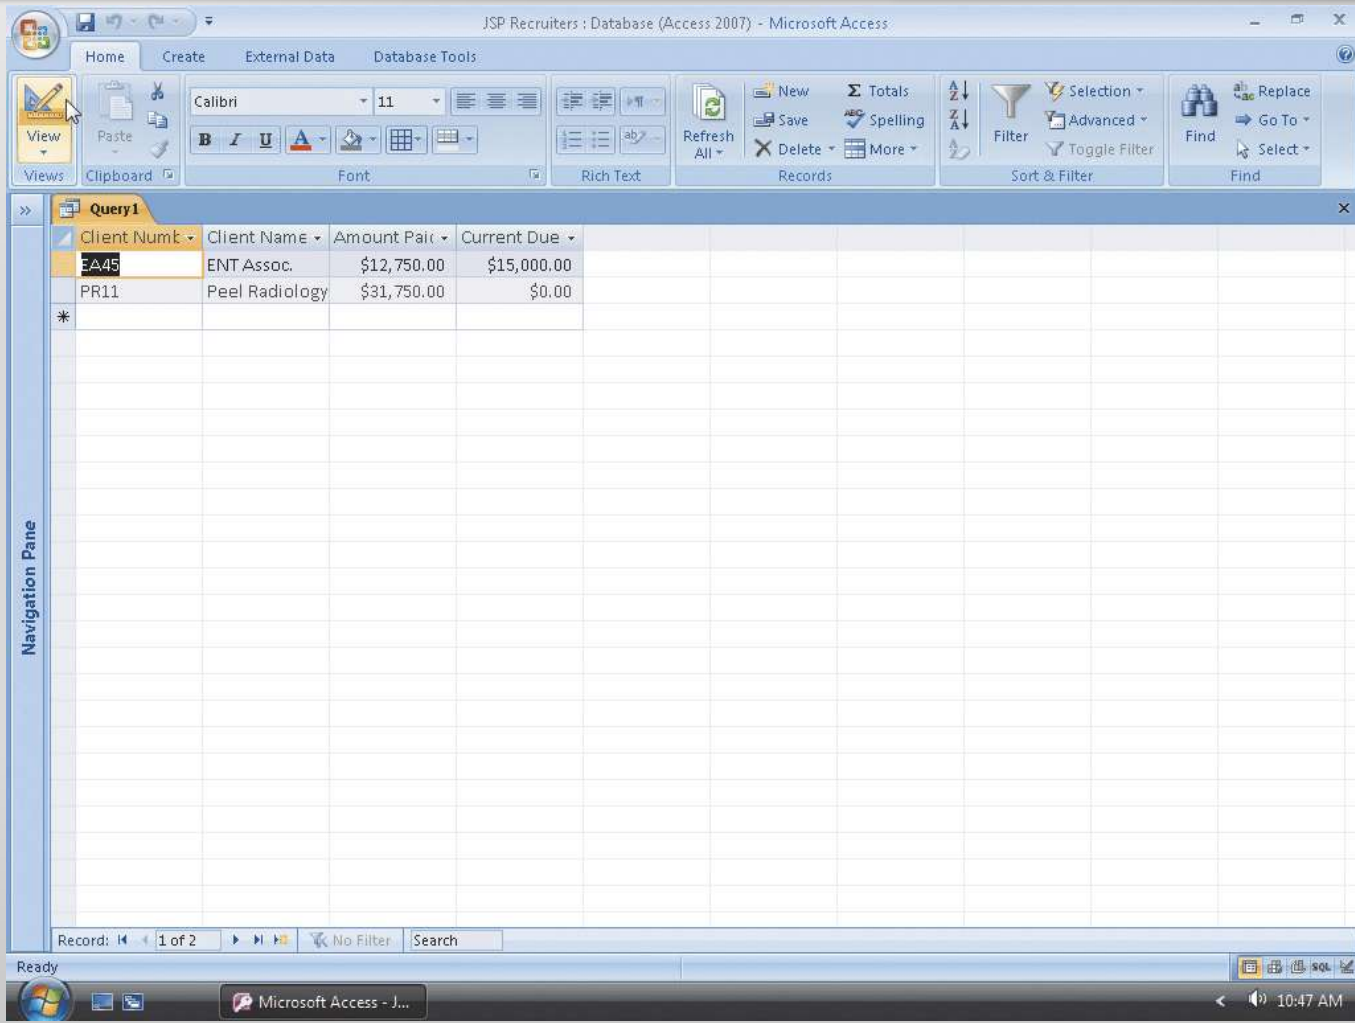 JSP Recruiters : Database (Access 2007) - Microsoft Access
Home Create External Data Database Tools
View
Views
Paste
Clipboard
Calibri 11
B I U A
Font
Rich Text
Refresh All
New
Save
Delete
Σ Totals
Spelling
More
Records
Filter
Selection
Advanced
Toggle Filter
Sort & Filter
Find
Replace
Go To
Select
Find
Query1
Client Numb Client Name Amount Paic Current Due
EA45 ENT Assoc. $12,750.00 $15,000.00
PR11 Peel Radiology $31,750.00 $0.00
Navigation Pane
Record: 1 of 2 No Filter Search
Ready SQL
Microsoft Access - J... 10:47 AM